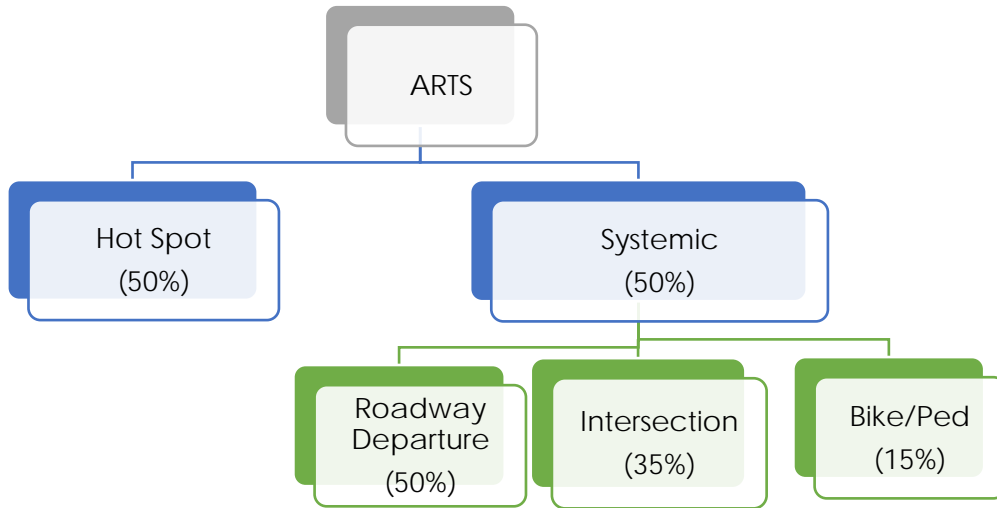 ARTS
Hot Spot
(50%)
Systemic
(50%)
Roadway
Departure
(50%)
Intersection
(35%)
Bike/Ped
(15%)